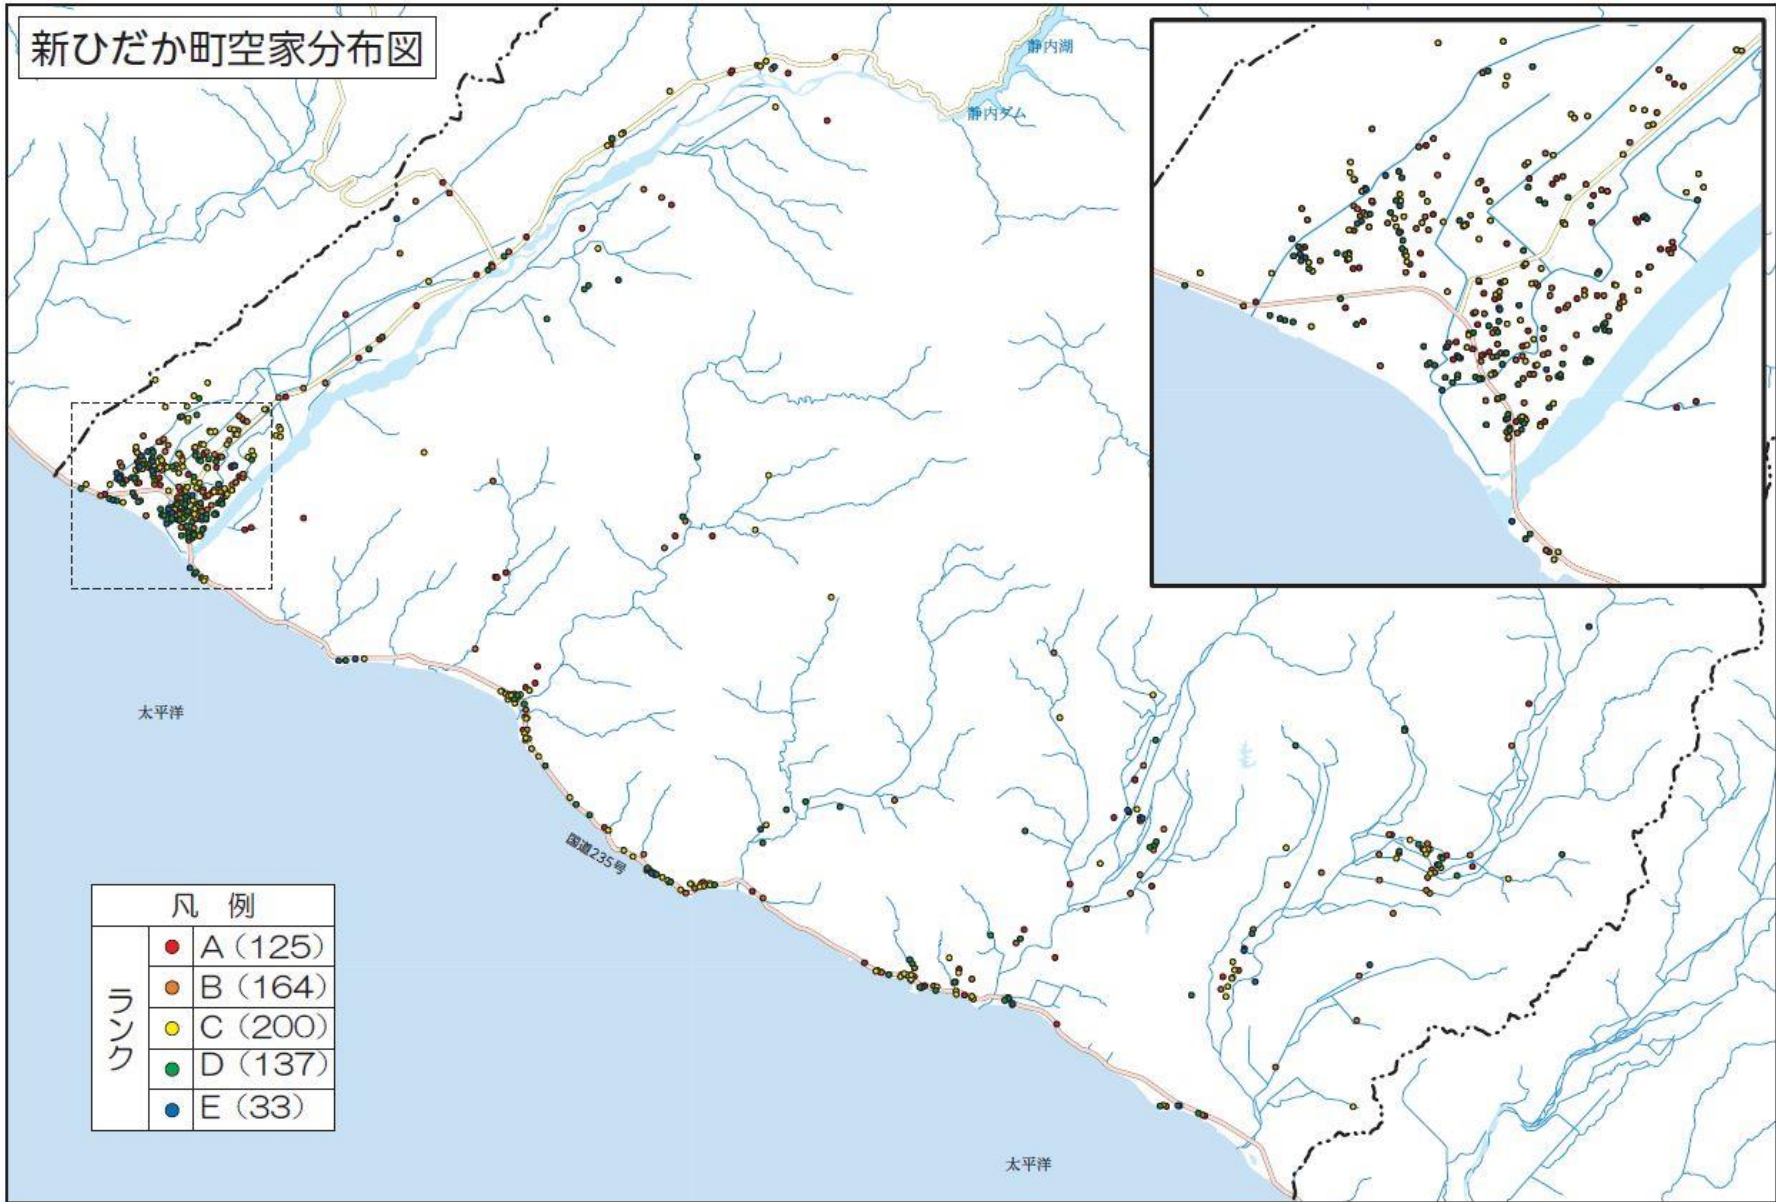 新ひだか町空家分布図
静内湖
静内ダム
太平洋
国道235号
凡 例
ランク
A(125)
B(164)
C(200)
D(137)
E(33)
太平洋